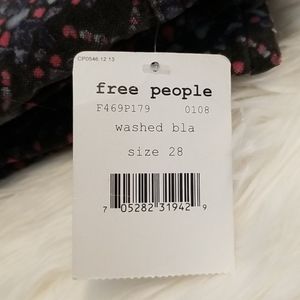 CP0546 12 13
free people
F469P179 0108
washed bla
size 28
7 05282 31942 9